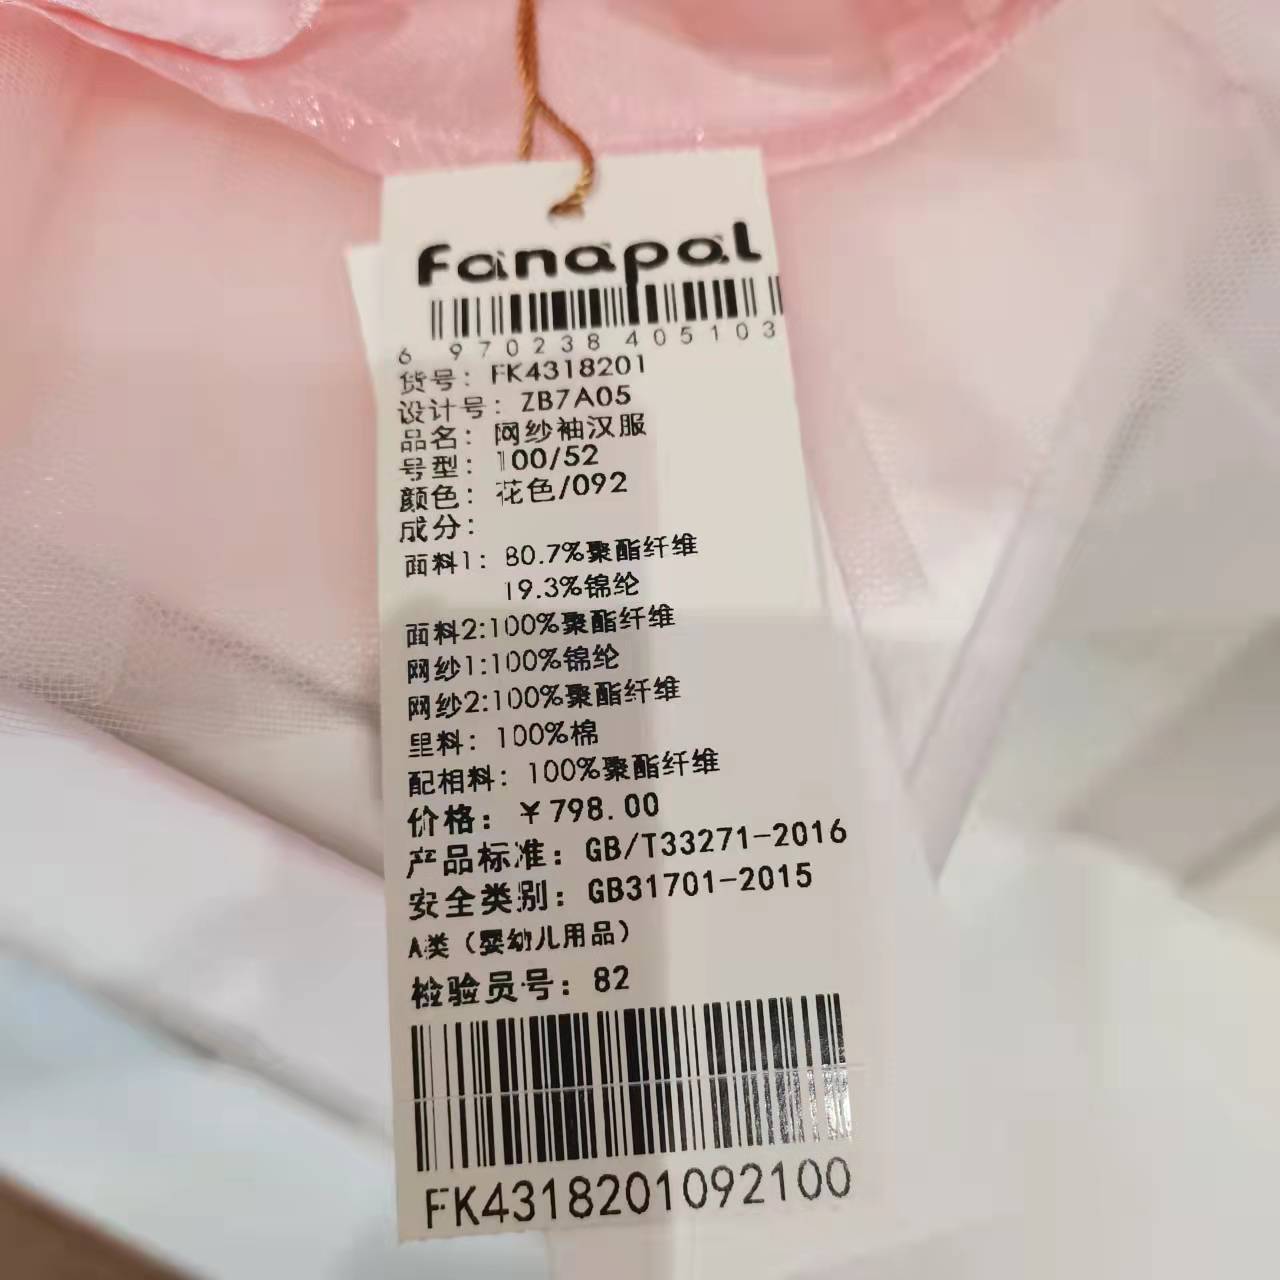 fanapal
6 970238 405103
货号: FK4318201
设计号: ZB7A05
品名: 网纱袖汉服
号型: 100/52
颜色: 花色/092
成分:
面料1: 80.7%聚酯纤维
19.3%锦纶
面料2:100%聚酯纤维
网纱1:100%锦纶
网纱2:100%聚酯纤维
里料: 100%棉
配相料: 100%聚酯纤维
价格: ¥798.00
产品标准: GB/T33271-2016
安全类别: GB31701-2015
A类（婴幼儿用品）
检验员号: 82
FK4318201092100